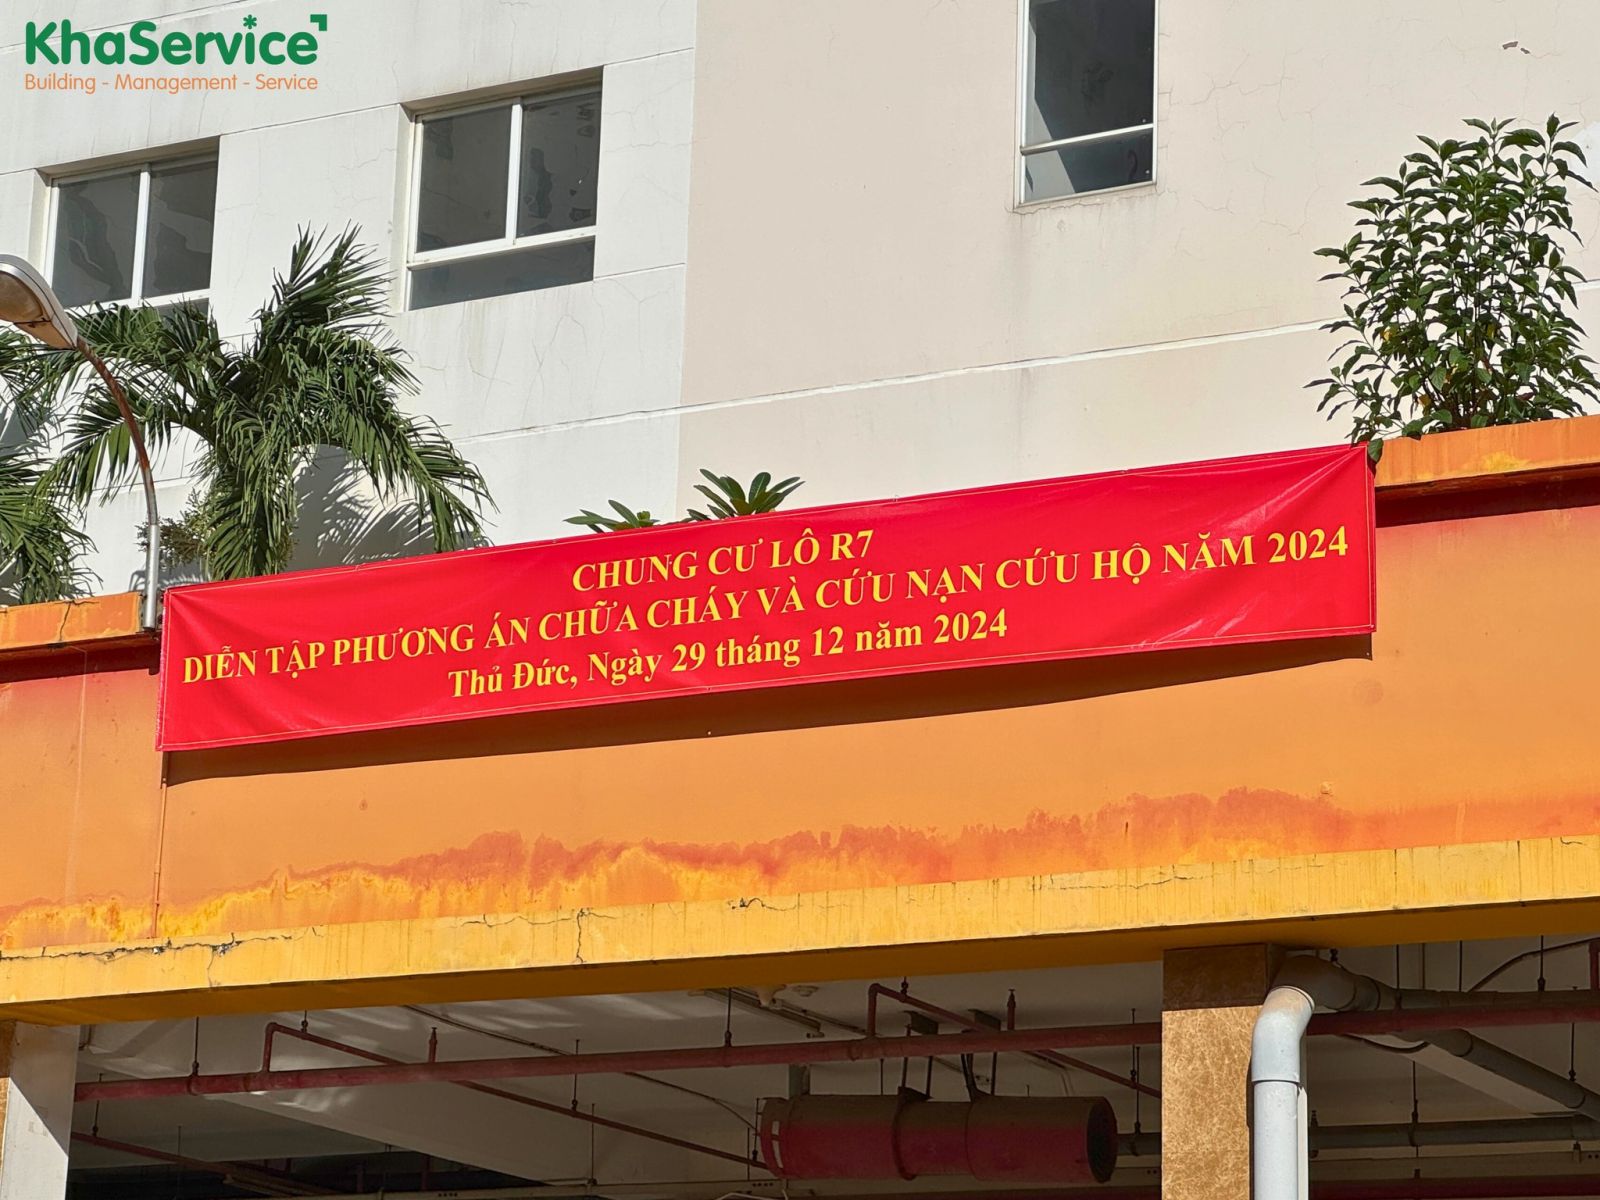 KhaService
Building - Management - Service
CHUNG CƯ LÔ R7
DIỄN TẬP PHƯƠNG ÁN CHỮA CHÁY VÀ CỨU NẠN CỨU HỘ NĂM 2024
Thủ Đức, Ngày 29 tháng 12 năm 2024